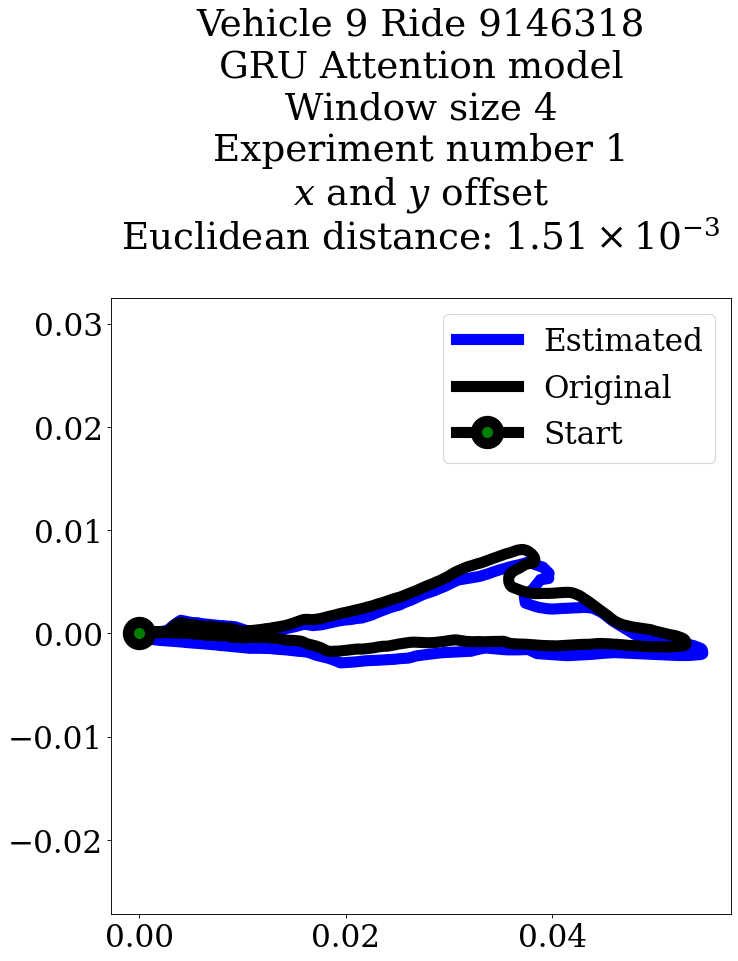 Vehicle 9 Ride 9146318
GRU Attention model
Window size 4
Experiment number 1
x and y offset
Euclidean distance: 1.51 × 10⁻³
Estimated
Original
Start
0.03
0.02
0.01
0.00
−0.01
−0.02
0.00 0.02 0.04